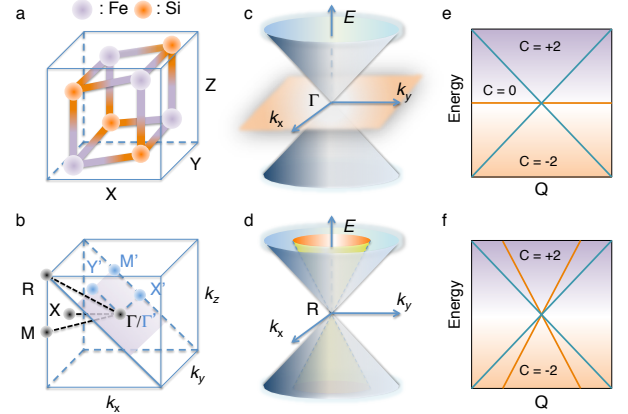 : Fe : Si
a
Z
Y
X
c
E
Γ
k_y
k_x
e
C = +2
C = 0
C = -2
Energy
Q
b
M'
Y'
X'
R
X
Γ/Γ'
M
k_z
k_y
k_x
d
E
R
k_y
k_x
f
C = +2
C = -2
Energy
Q